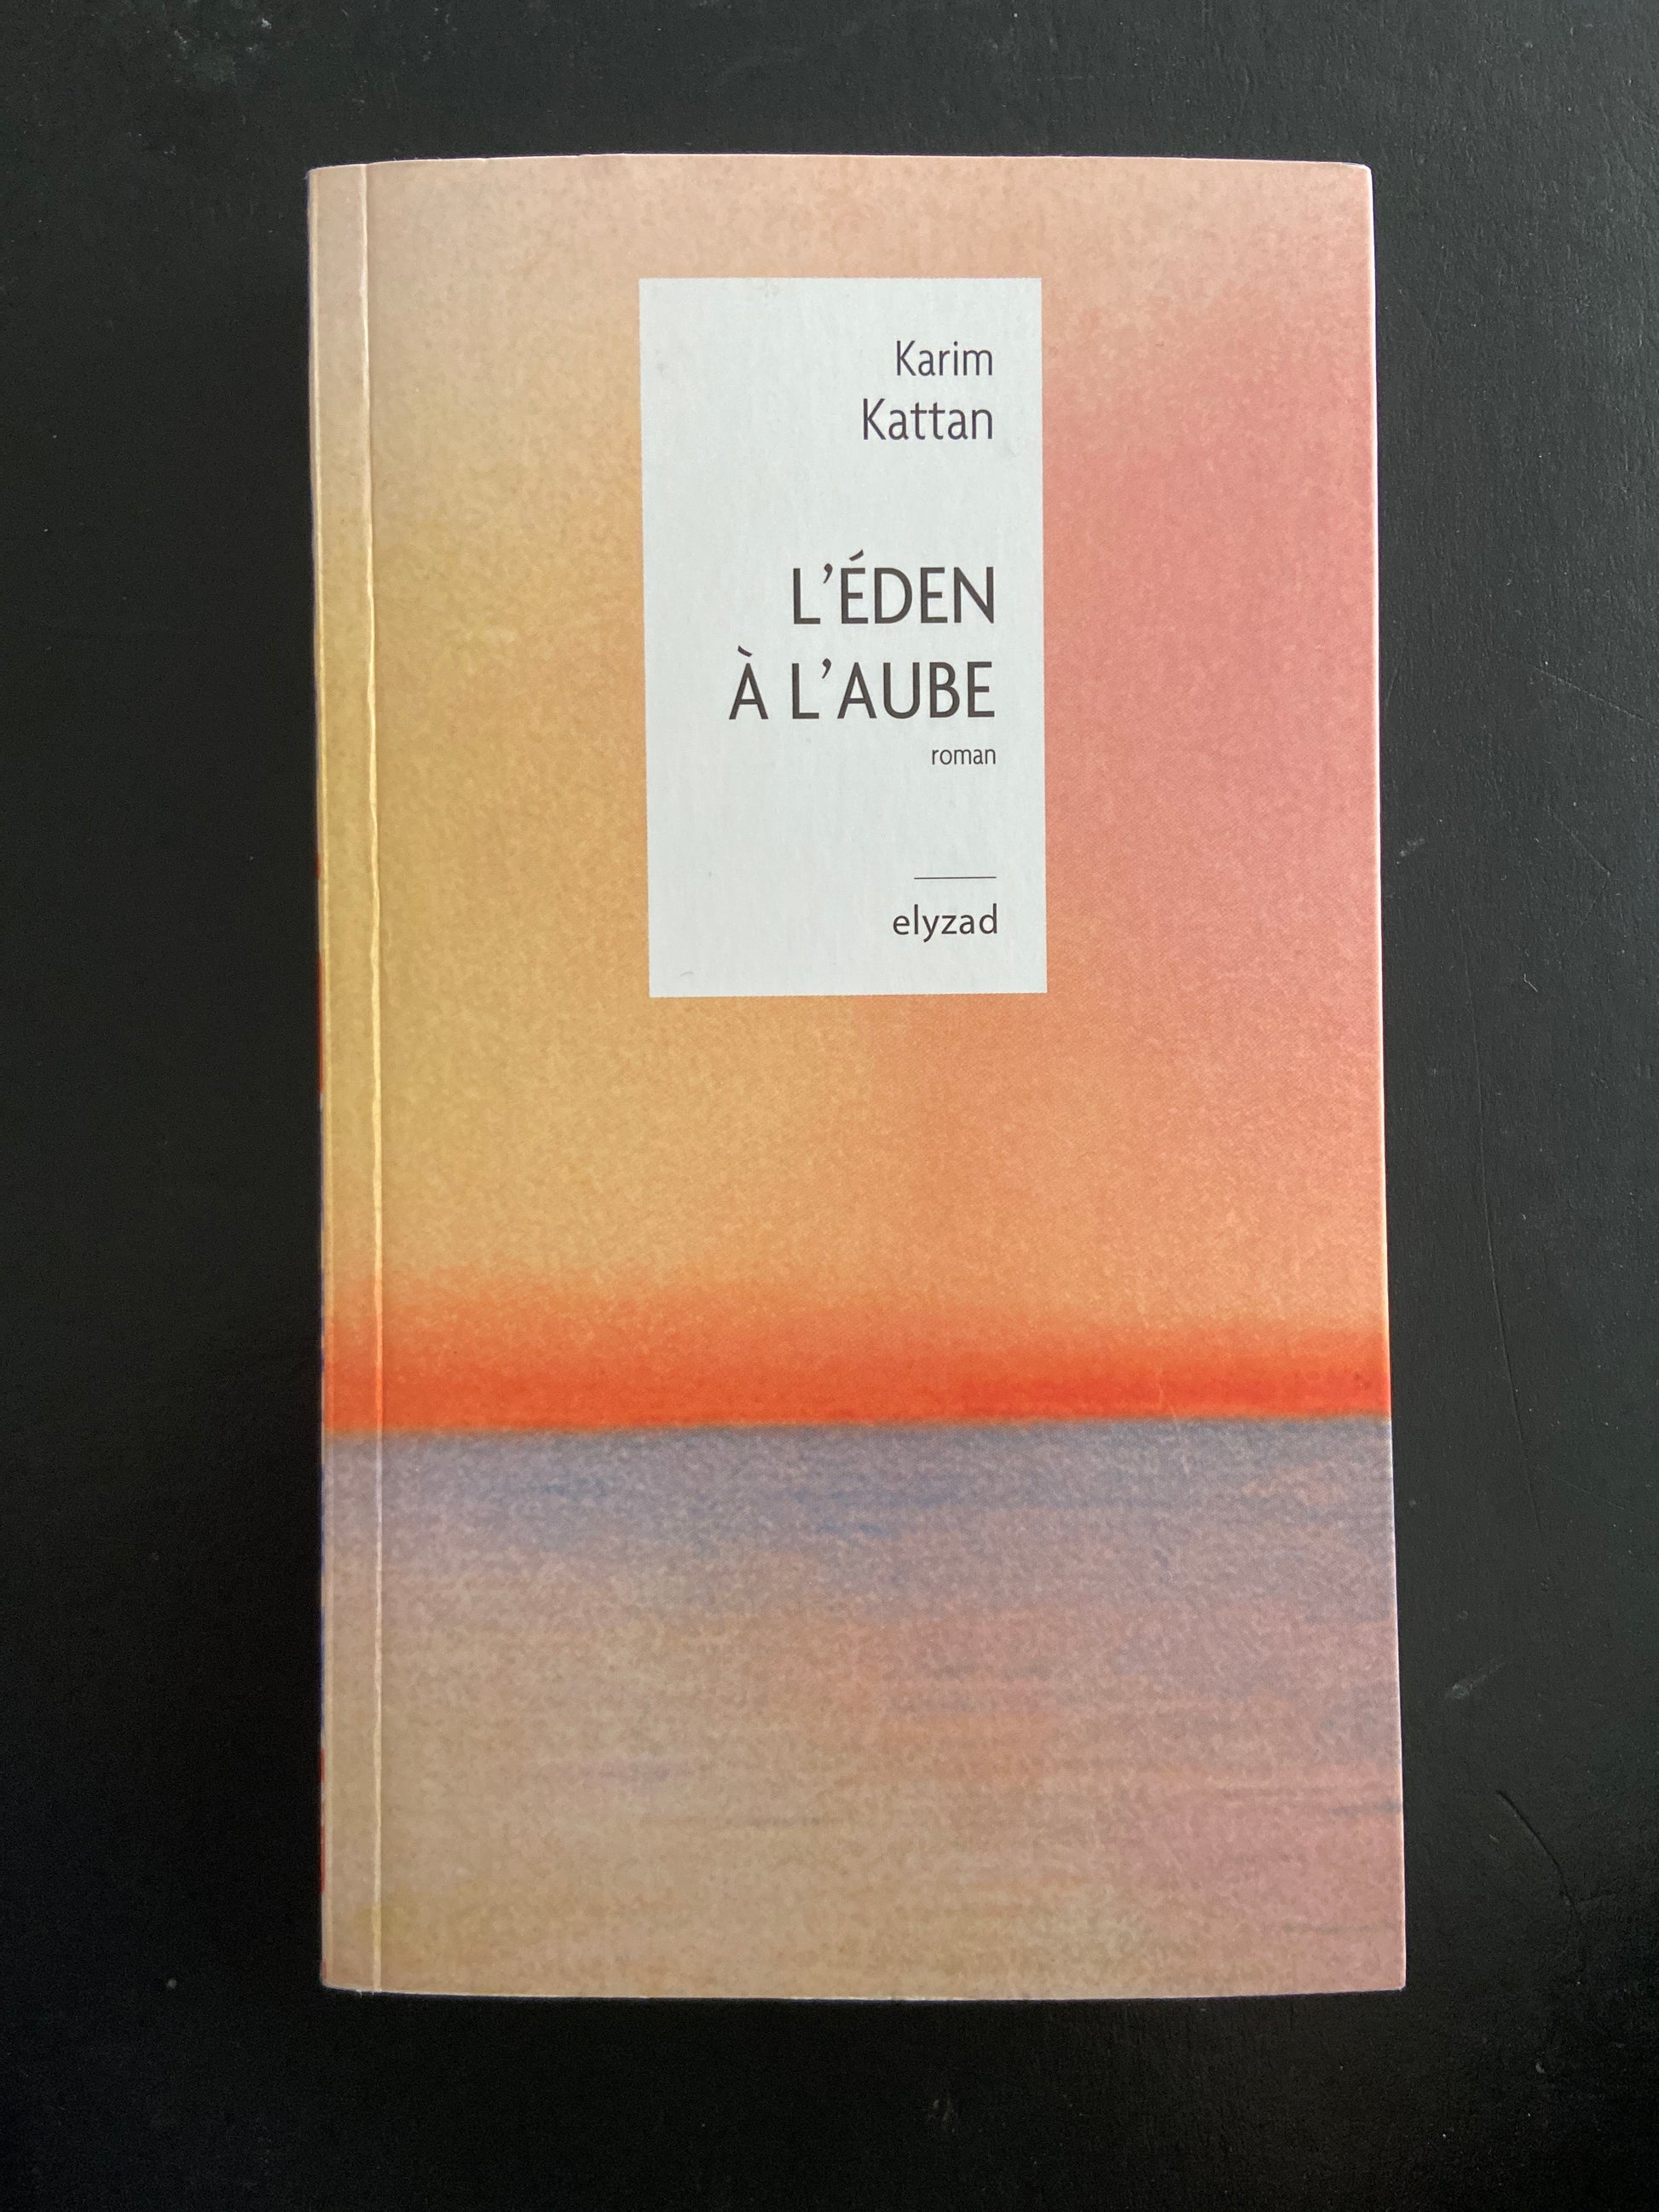 Karim
Kattan
L’ÉDEN
À L’AUBE
roman
elyzad